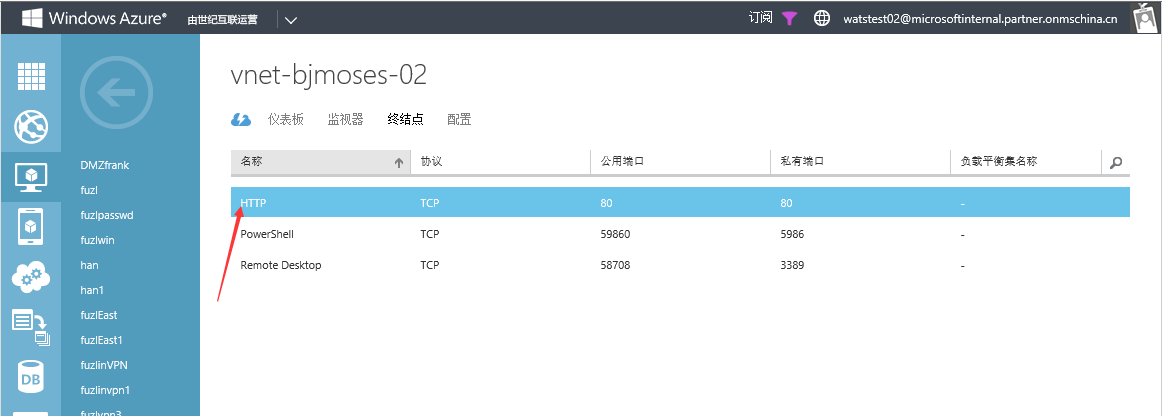 Windows Azure® 由世纪互联运营 订阅 watstest02@microsoftinternal.partner.onmschina.cn
vnet-bjmoses-02
仪表板 监视器 终结点 配置
名称 协议 公用端口 私有端口 负载平衡集名称
HTTP TCP 80 80 -
PowerShell TCP 59860 5986 -
Remote Desktop TCP 58708 3389 -
DMZfrank
fuzl
fuzlpasswd
fuzlwin
han
han1
fuzlEast
fuzlEast1
fuzlinVPN
fuzlinvpn1
fuzlvpn3
DB